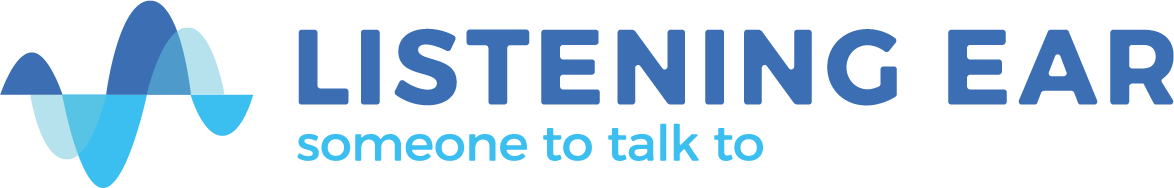 LISTENING EAR
someone to talk to